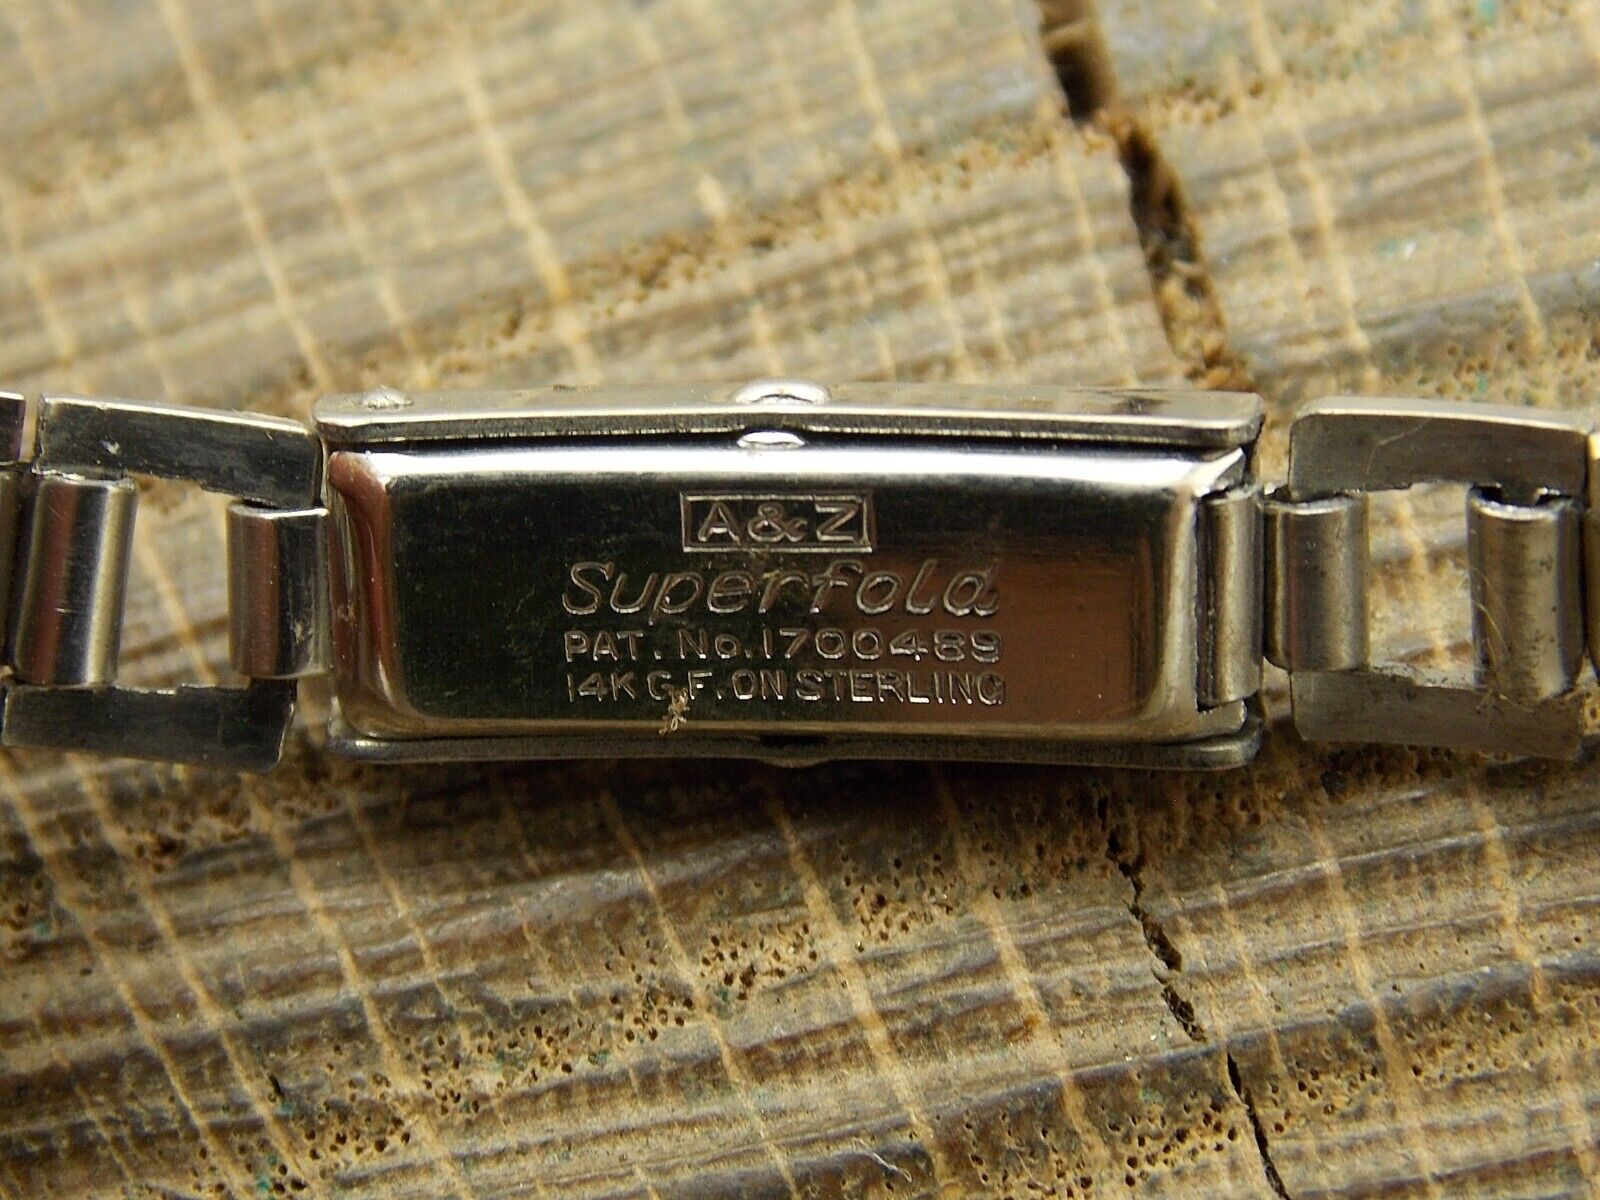 A&Z
Superfold
PAT. No. 1700489
14K G.F. ON STERLING